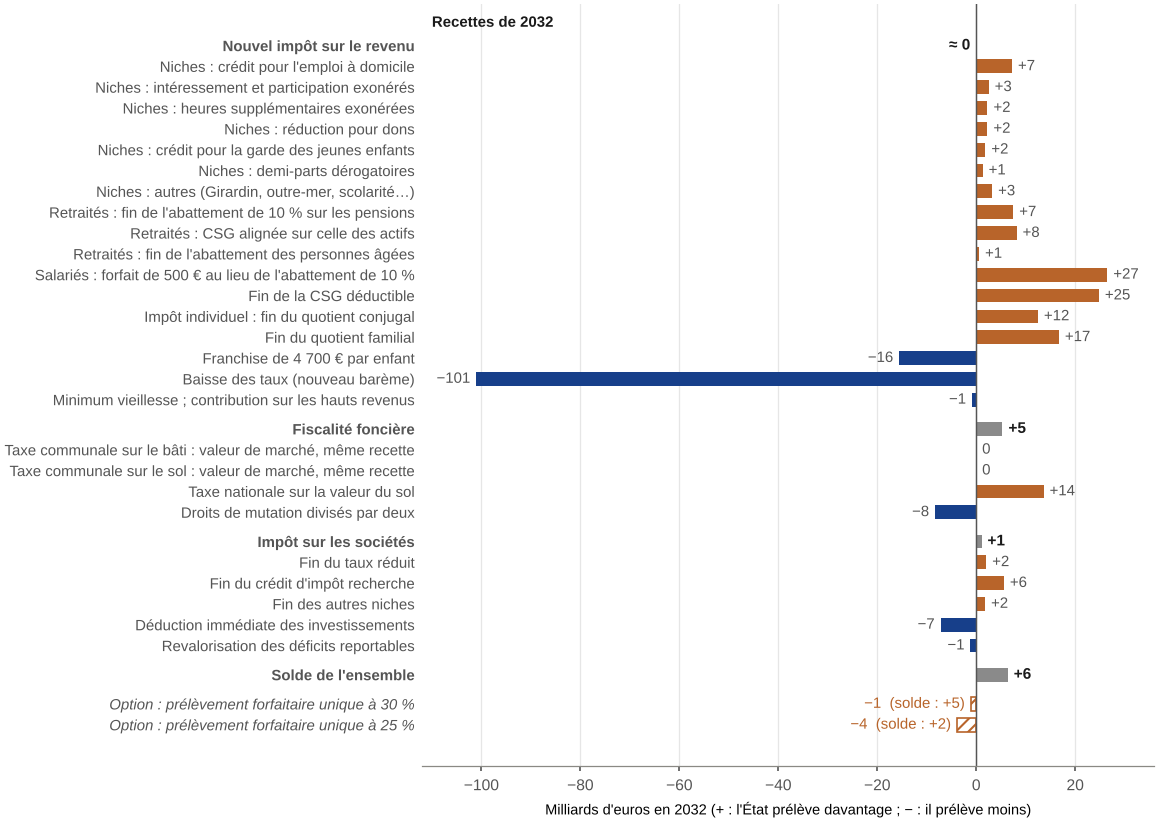 Recettes de 2032
Nouvel impôt sur le revenu ≈ 0
Niches : crédit pour l'emploi à domicile +7
Niches : intéressement et participation exonérés +3
Niches : heures supplémentaires exonérées +2
Niches : réduction pour dons +2
Niches : crédit pour la garde des jeunes enfants +2
Niches : demi-parts dérogatoires +1
Niches : autres (Girardin, outre-mer, scolarité…) +3
Retraités : fin de l'abattement de 10 % sur les pensions +7
Retraités : CSG alignée sur celle des actifs +8
Retraités : fin de l'abattement des personnes âgées +1
Salariés : forfait de 500 € au lieu de l'abattement de 10 % +27
Fin de la CSG déductible +25
Impôt individuel : fin du quotient conjugal +12
Fin du quotient familial +17
Franchise de 4 700 € par enfant −16
Baisse des taux (nouveau barème) −101
Minimum vieillesse ; contribution sur les hauts revenus −1
Fiscalité foncière +5
Taxe communale sur le bâti : valeur de marché, même recette 0
Taxe communale sur le sol : valeur de marché, même recette 0
Taxe nationale sur la valeur du sol +14
Droits de mutation divisés par deux −8
Impôt sur les sociétés +1
Fin du taux réduit +2
Fin du crédit d'impôt recherche +6
Fin des autres niches +2
Déduction immédiate des investissements −7
Revalorisation des déficits reportables −1
Solde de l'ensemble +6
Option : prélèvement forfaitaire unique à 30 % −1 (solde : +5)
Option : prélèvement forfaitaire unique à 25 % −4 (solde : +2)
−100 −80 −60 −40 −20 0 20
Milliards d'euros en 2032 (+ : l'État prélève davantage ; − : il prélève moins)